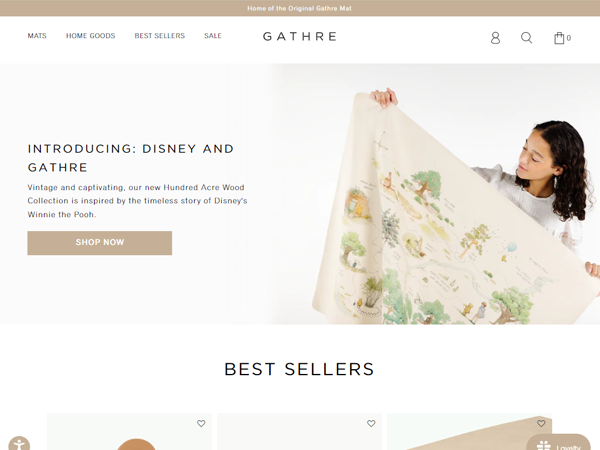 Home of the Original Gathre Mat
MATS HOME GOODS BEST SELLERS SALE GATHRE 0
INTRODUCING: DISNEY AND
GATHRE
Vintage and captivating, our new Hundred Acre Wood
Collection is inspired by the timeless story of Disney's
Winnie the Pooh.
SHOP NOW
BEST SELLERS
Loyalty